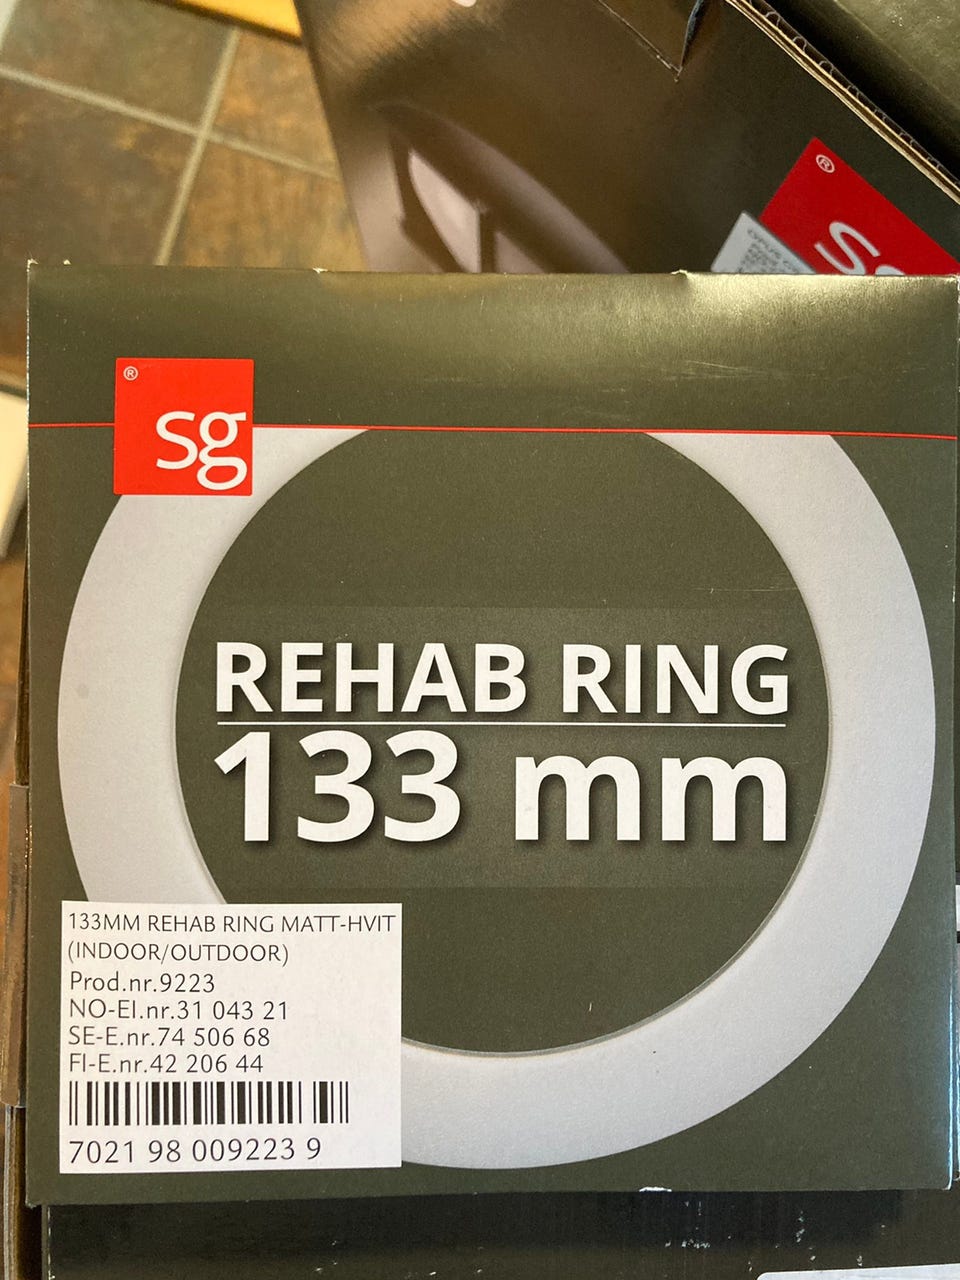 ®
S
®
sg
REHAB RING
133 mm
133MM REHAB RING MATT-HVIT
(INDOOR/OUTDOOR)
Prod.nr.9223
NO-El.nr.31 043 21
SE-E.nr.74 506 68
FI-E.nr.42 206 44
7021 98 009223 9